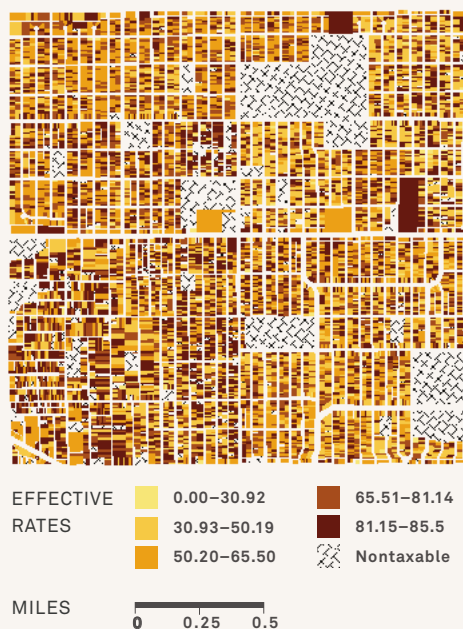 EFFECTIVE
RATES
0.00–30.92
30.93–50.19
50.20–65.50
65.51–81.14
81.15–85.5
Nontaxable
MILES
0 0.25 0.5